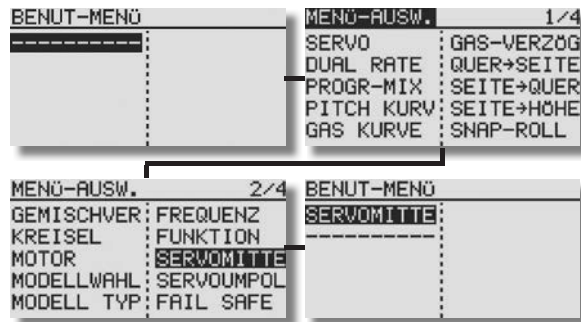 BENUT-MENÜ
----------
MENÜ-AUSW. 1/4
SERVO GAS-VERZÖG
DUAL RATE QUER→SEITE
PROGR-MIX SEITE→QUER
PITCH KURV SEITE→HÖHE
GAS KURVE SNAP-ROLL
MENÜ-AUSW. 2/4
GEMISCHVER FREQUENZ
KREISEL FUNKTION
MOTOR SERVOMITTE
MODELLWAHL SERVOUMPOL
MODELL TYP FAIL SAFE
BENUT-MENÜ
SERVOMITTE
----------